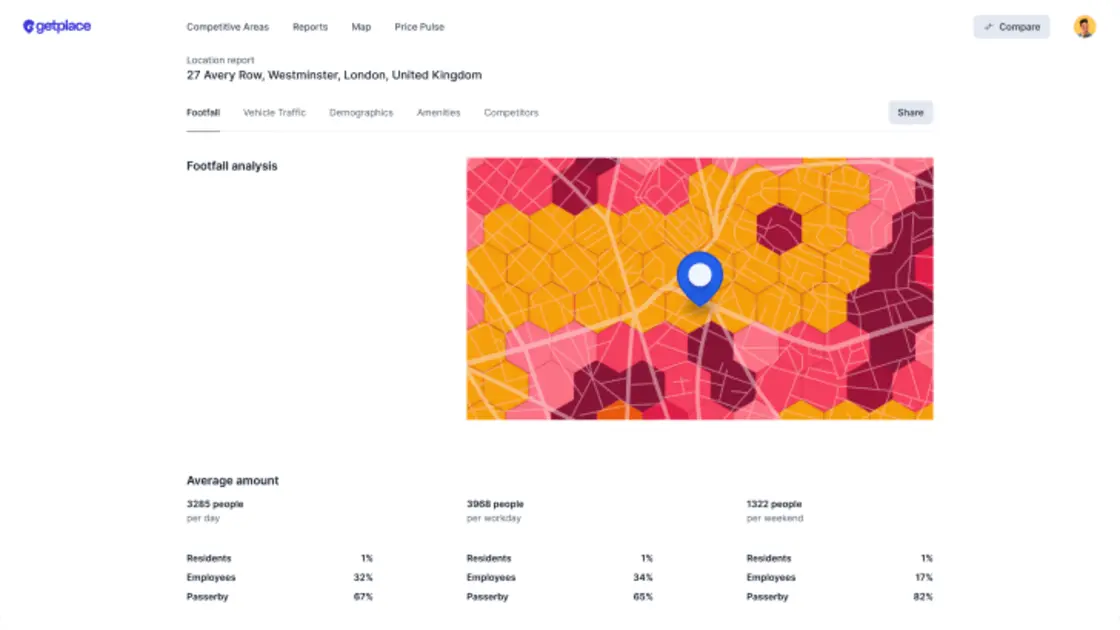 getplace
Competitive Areas Reports Map Price Pulse
Compare
Location report
27 Avery Row, Westminster, London, United Kingdom
Footfall Vehicle Traffic Demographics Amenities Competitors
Share
Footfall analysis
Average amount
3285 people 3968 people 1322 people
per day per workday per weekend
Residents 1% Residents 1% Residents 1%
Employees 32% Employees 34% Employees 17%
Passerby 67% Passerby 65% Passerby 82%